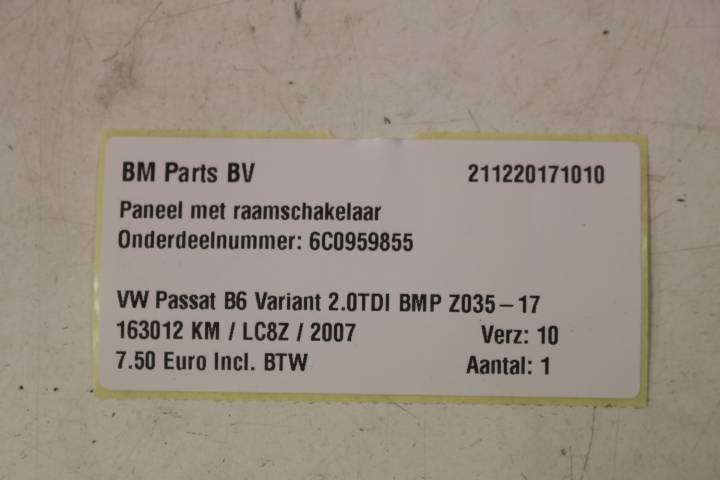 BM Parts BV 211220171010
Paneel met raamschakelaar
Onderdeelnummer: 6C0959855
VW Passat B6 Variant 2.0TDI BMP Z035-17
163012 KM / LC8Z / 2007 Verz: 10
7.50 Euro Incl. BTW Aantal: 1